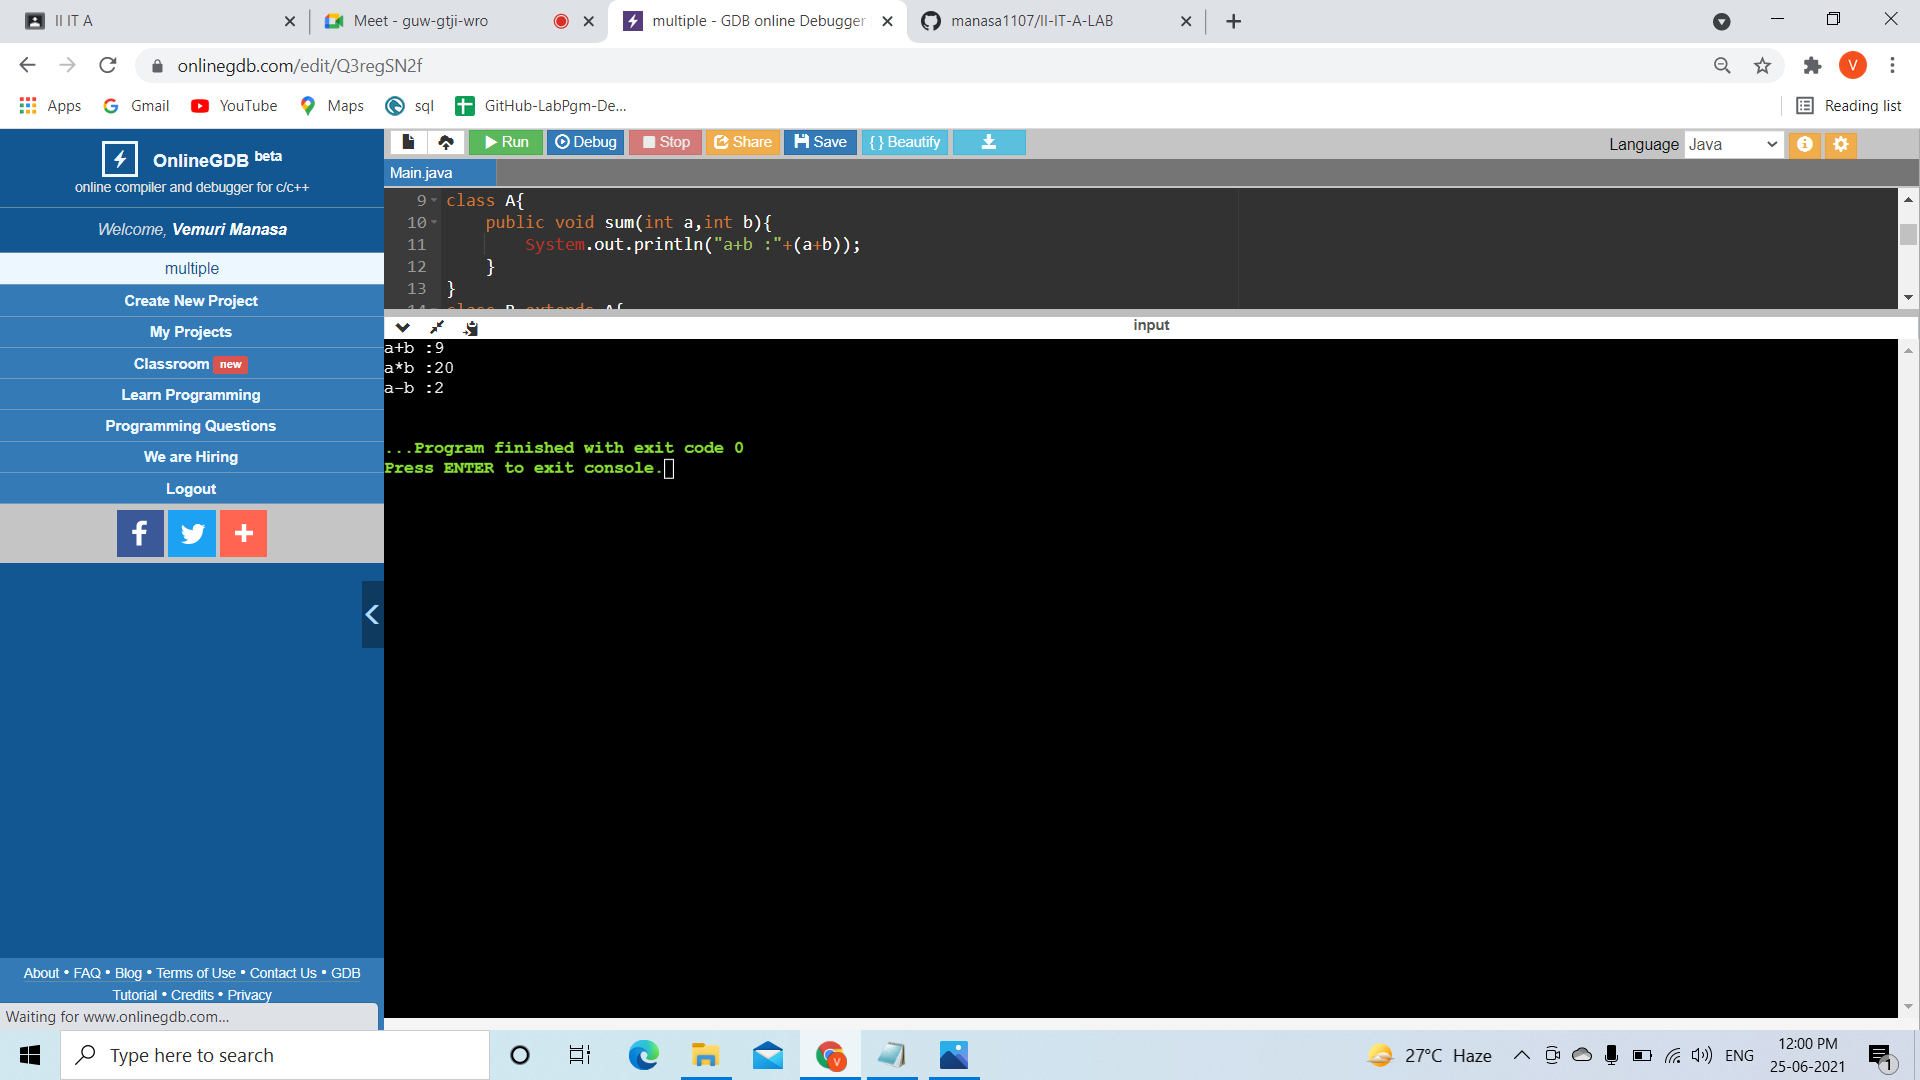 II IT A
Meet - guw-gtji-wro
multiple - GDB online Debugger
manasa1107/II-IT-A-LAB
onlinegdb.com/edit/Q3regSN2f
V
Apps
Gmail
YouTube
Maps
sql
GitHub-LabPgm-De...
Reading list
OnlineGDB beta
online compiler and debugger for c/c++
Welcome, Vemuri Manasa
multiple
Create New Project
My Projects
Classroom new
Learn Programming
Programming Questions
We are Hiring
Logout
About • FAQ • Blog • Terms of Use • Contact Us • GDB
Tutorial • Credits • Privacy
Waiting for www.onlinegdb.com...
Run
Debug
Stop
Share
Save
{ } Beautify
Language Java
Main.java
9 class A{
10 public void sum(int a,int b){
11 System.out.println("a+b :"+(a+b));
12 }
13 }
14 class B extends A{
input
a+b :9
a*b :20
a-b :2
...Program finished with exit code 0
Press ENTER to exit console.
Type here to search
27°C Haze
ENG
12:00 PM
25-06-2021
1